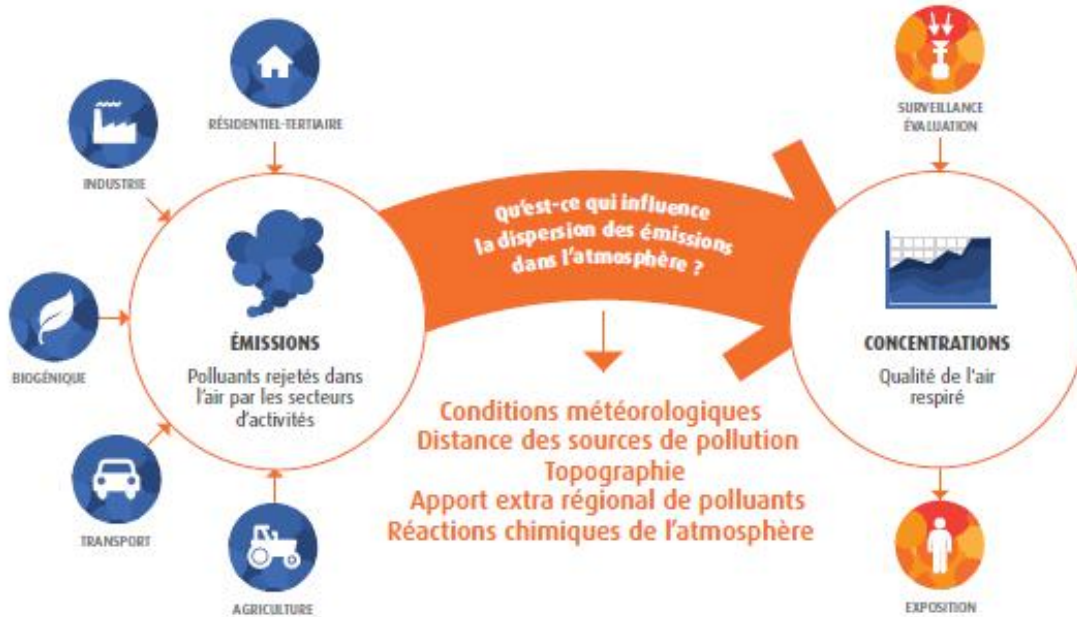 RÉSIDENTIEL-TERTIAIRE
INDUSTRIE
BIOGÉNIQUE
TRANSPORT
AGRICULTURE
ÉMISSIONS
Polluants rejetés dans
l'air par les secteurs
d'activités
Qu'est-ce qui influence
la dispersion des émissions
dans l'atmosphère ?
Conditions météorologiques
Distance des sources de pollution
Topographie
Apport extra régional de polluants
Réactions chimiques de l'atmosphère
SURVEILLANCE
ÉVALUATION
CONCENTRATIONS
Qualité de l'air
respiré
EXPOSITION